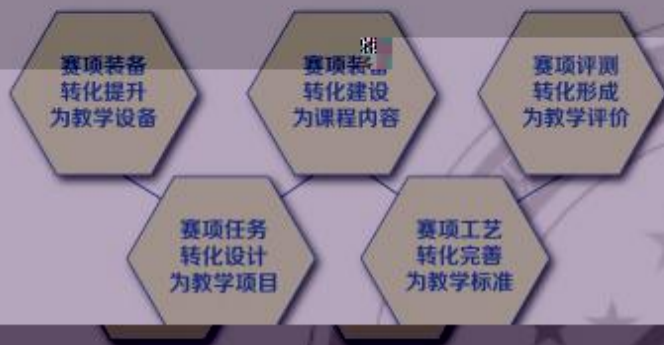 赛项装备
转化提升
为教学设备
赛项装
转化建设
为课程内容
赛项评测
转化形成
为教学评价
赛项任务
转化设计
为教学项目
赛项工艺
转化完善
为教学标准